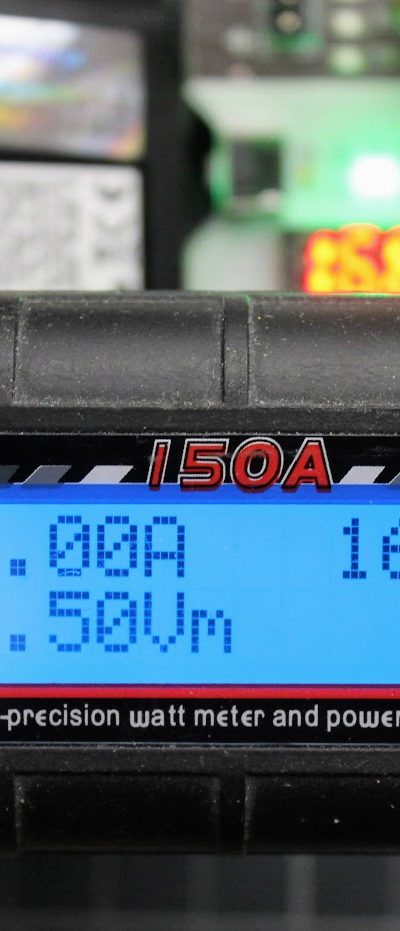 150A
.00A 16
.50Vm
-precision watt meter and power